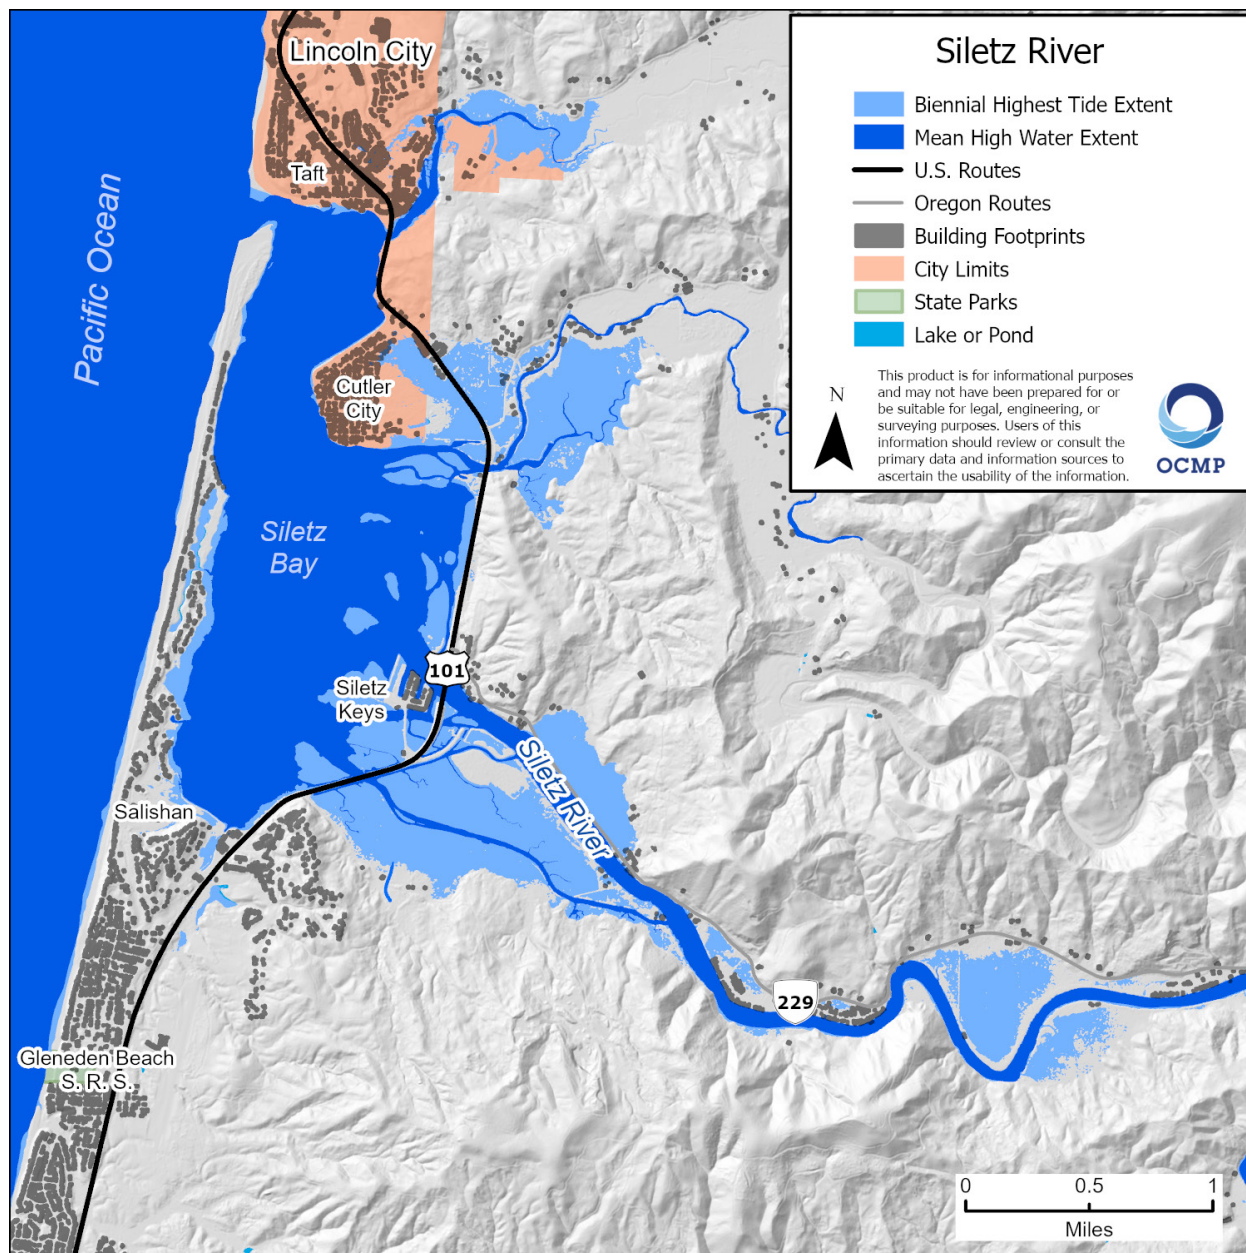 Lincoln City
Taft
Pacific Ocean
Cutler
City
Siletz
Bay
101
Siletz
Keys
Siletz River
Salishan
229
Gleneden Beach
S. R. S.
Siletz River
Biennial Highest Tide Extent
Mean High Water Extent
U.S. Routes
Oregon Routes
Building Footprints
City Limits
State Parks
Lake or Pond
N
This product is for informational purposes
and may not have been prepared for or
be suitable for legal, engineering, or
surveying purposes. Users of this
information should review or consult the
primary data and information sources to
ascertain the usability of the information.
OCMP
0 0.5 1
Miles